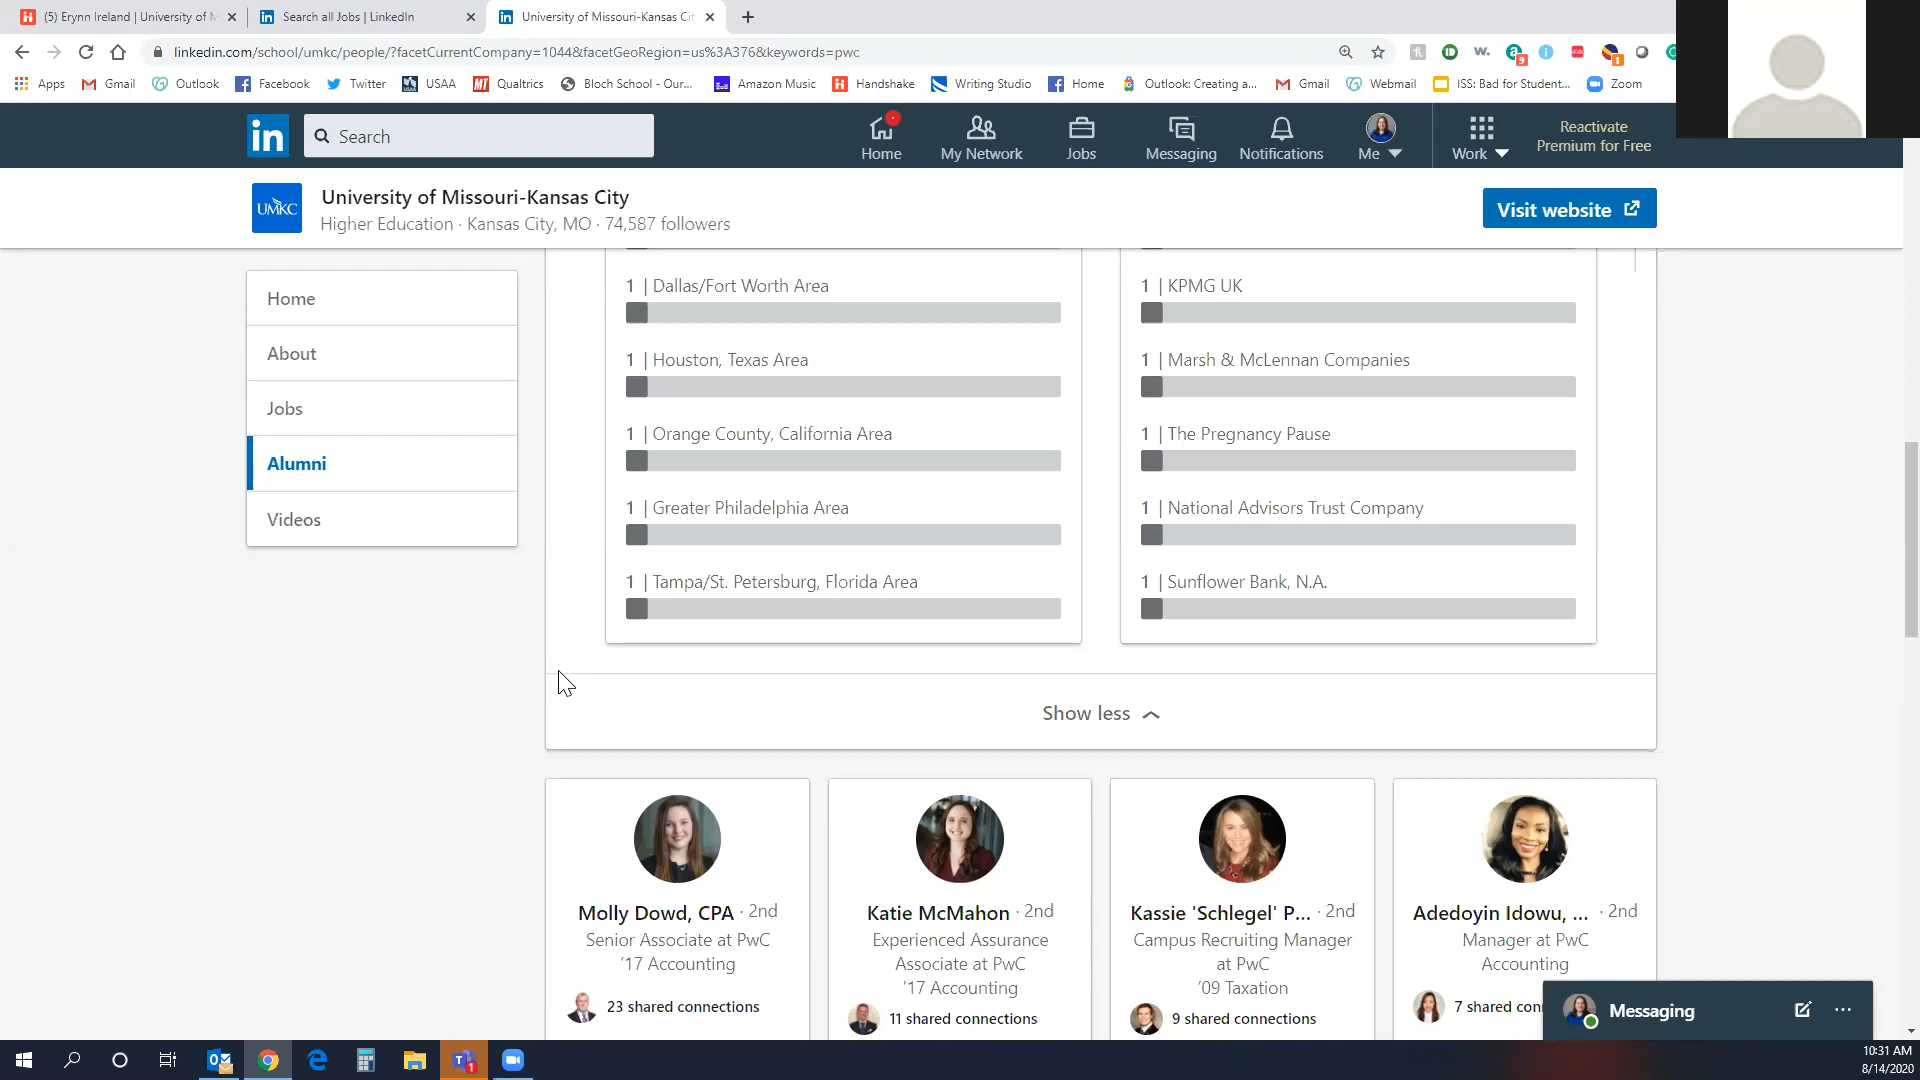 (5) Erynn Ireland | University of M
Search all Jobs | LinkedIn
University of Missouri-Kansas Cit
linkedin.com/school/umkc/people/?facetCurrentCompany=1044&facetGeoRegion=us%3A376&keywords=pwc
Apps
Gmail
Outlook
Facebook
Twitter
USAA
Qualtrics
Bloch School - Our...
Amazon Music
Handshake
Writing Studio
Home
Outlook: Creating a...
Gmail
Webmail
ISS: Bad for Student...
Zoom
in
Search
Home
My Network
Jobs
Messaging
Notifications
Me
Work
Reactivate
Premium for Free
UMKC
University of Missouri-Kansas City
Higher Education · Kansas City, MO · 74,587 followers
Visit website
Home
About
Jobs
Alumni
Videos
1 | Dallas/Fort Worth Area
1 | Houston, Texas Area
1 | Orange County, California Area
1 | Greater Philadelphia Area
1 | Tampa/St. Petersburg, Florida Area
1 | KPMG UK
1 | Marsh & McLennan Companies
1 | The Pregnancy Pause
1 | National Advisors Trust Company
1 | Sunflower Bank, N.A.
Show less
Molly Dowd, CPA · 2nd
Senior Associate at PwC
'17 Accounting
23 shared connections
Katie McMahon · 2nd
Experienced Assurance
Associate at PwC
'17 Accounting
11 shared connections
Kassie 'Schlegel' P... · 2nd
Campus Recruiting Manager
at PwC
'09 Taxation
9 shared connections
Adedoyin Idowu, ... · 2nd
Manager at PwC
Accounting
7 shared con
Messaging
10:31 AM
8/14/2020